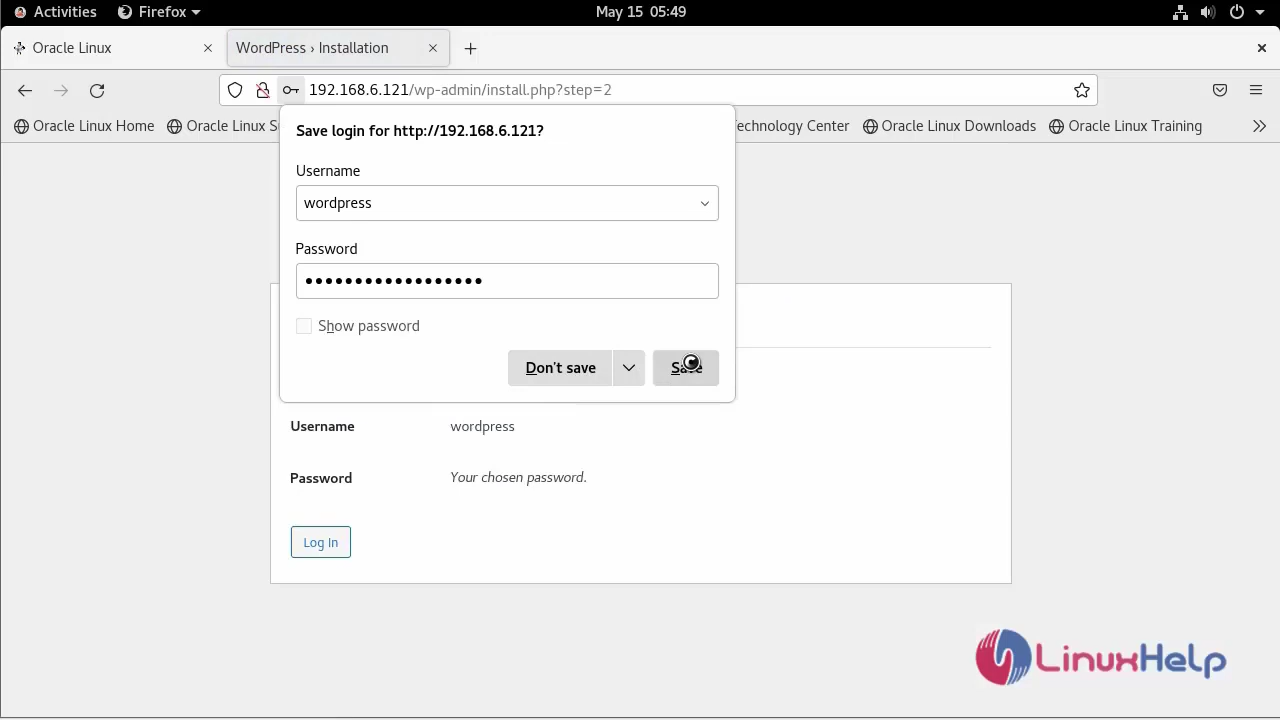 Activities Firefox May 15 05:49
Oracle Linux WordPress › Installation
192.168.6.121/wp-admin/install.php?step=2
Oracle Linux Home Oracle Linux Technology Center Oracle Linux Downloads Oracle Linux Training
Save login for http://192.168.6.121?
Username
wordpress
Password
••••••••••••••••••
Show password
Don't save Save
Username wordpress
Password Your chosen password.
Log In
LinuxHelp